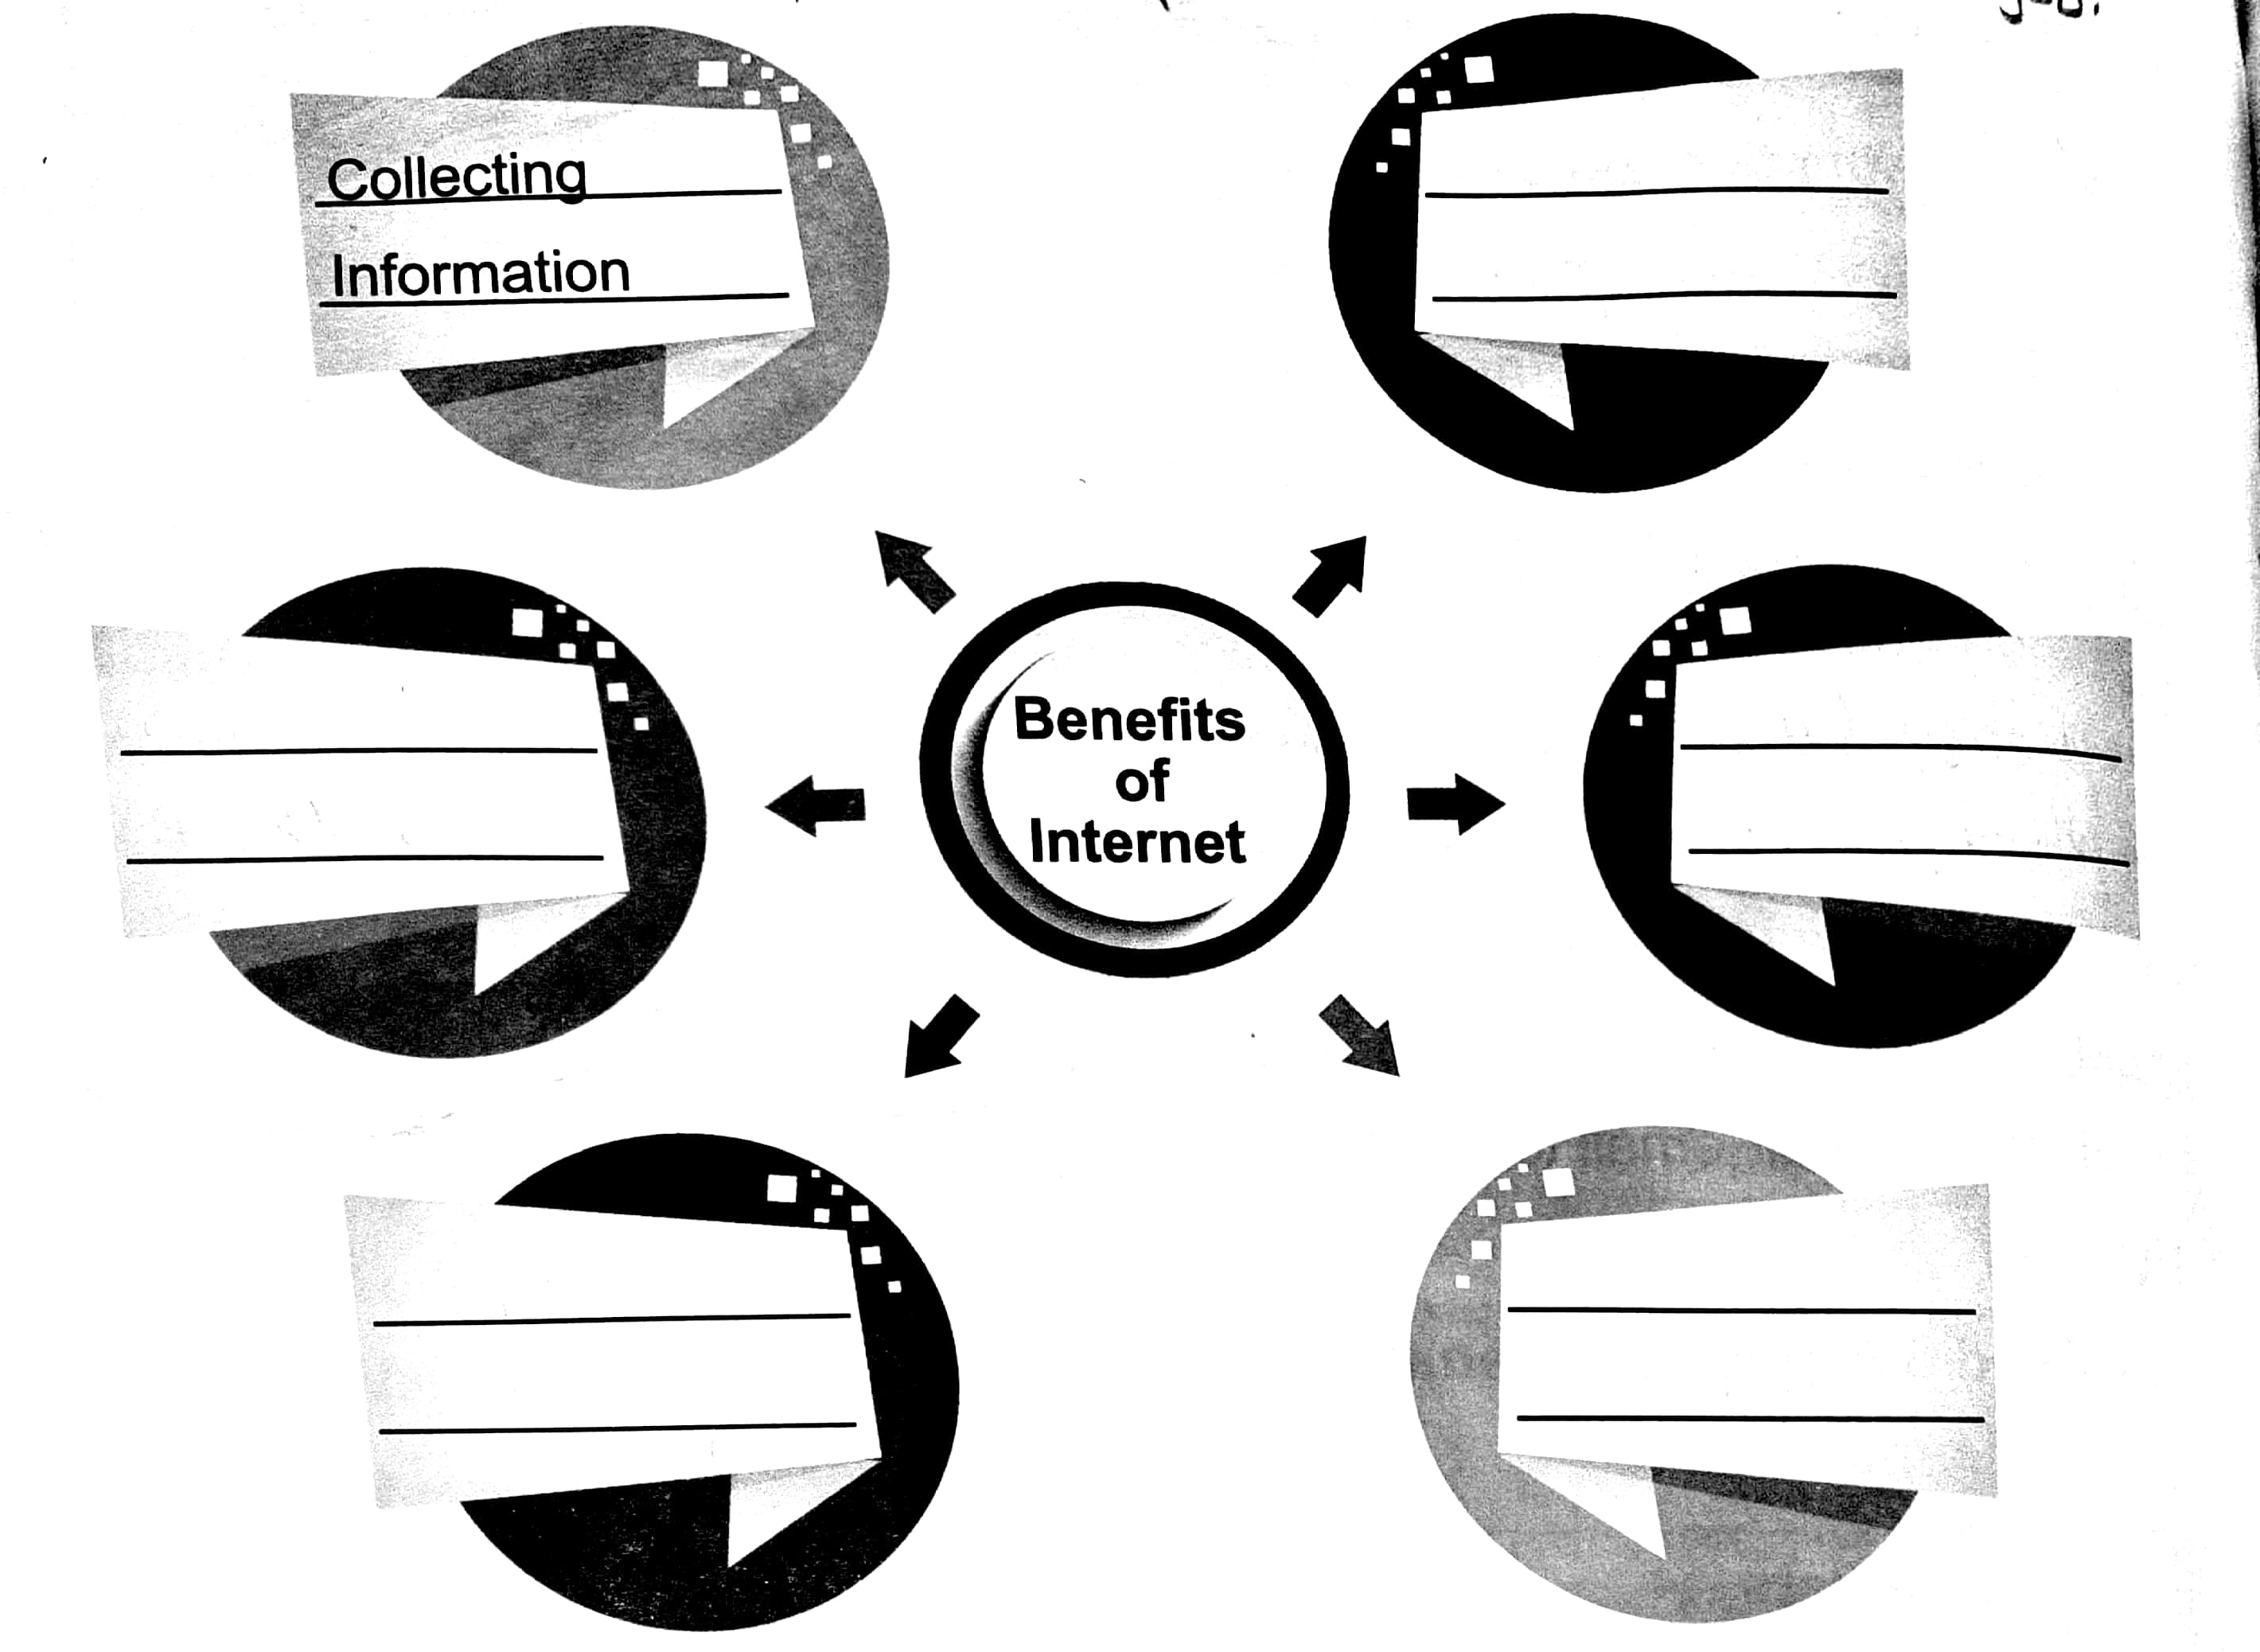 Collecting
Information
Benefits
of
Internet